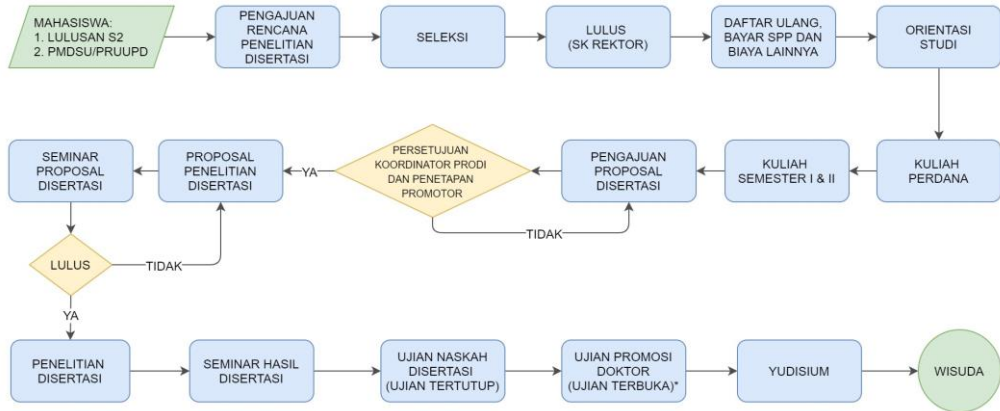 MAHASISWA:
1. LULUSAN S2
2. PMDSU/PRUUPD
PENGAJUAN
RENCANA
PENELITIAN
DISERTASI
SELEKSI
LULUS
(SK REKTOR)
DAFTAR ULANG,
BAYAR SPP DAN
BIAYA LAINNYA
ORIENTASI
STUDI
KULIAH
PERDANA
KULIAH
SEMESTER I & II
PENGAJUAN
PROPOSAL
DISERTASI
PERSETUJUAN
KOORDINATOR PRODI
DAN PENETAPAN
PROMOTOR
TIDAK
YA
PROPOSAL
PENELITIAN
DISERTASI
SEMINAR
PROPOSAL
DISERTASI
LULUS
TIDAK
YA
PENELITIAN
DISERTASI
SEMINAR HASIL
DISERTASI
UJIAN NASKAH
DISERTASI
(UJIAN TERTUTUP)
UJIAN PROMOSI
DOKTOR
(UJIAN TERBUKA)*
YUDISIUM
WISUDA